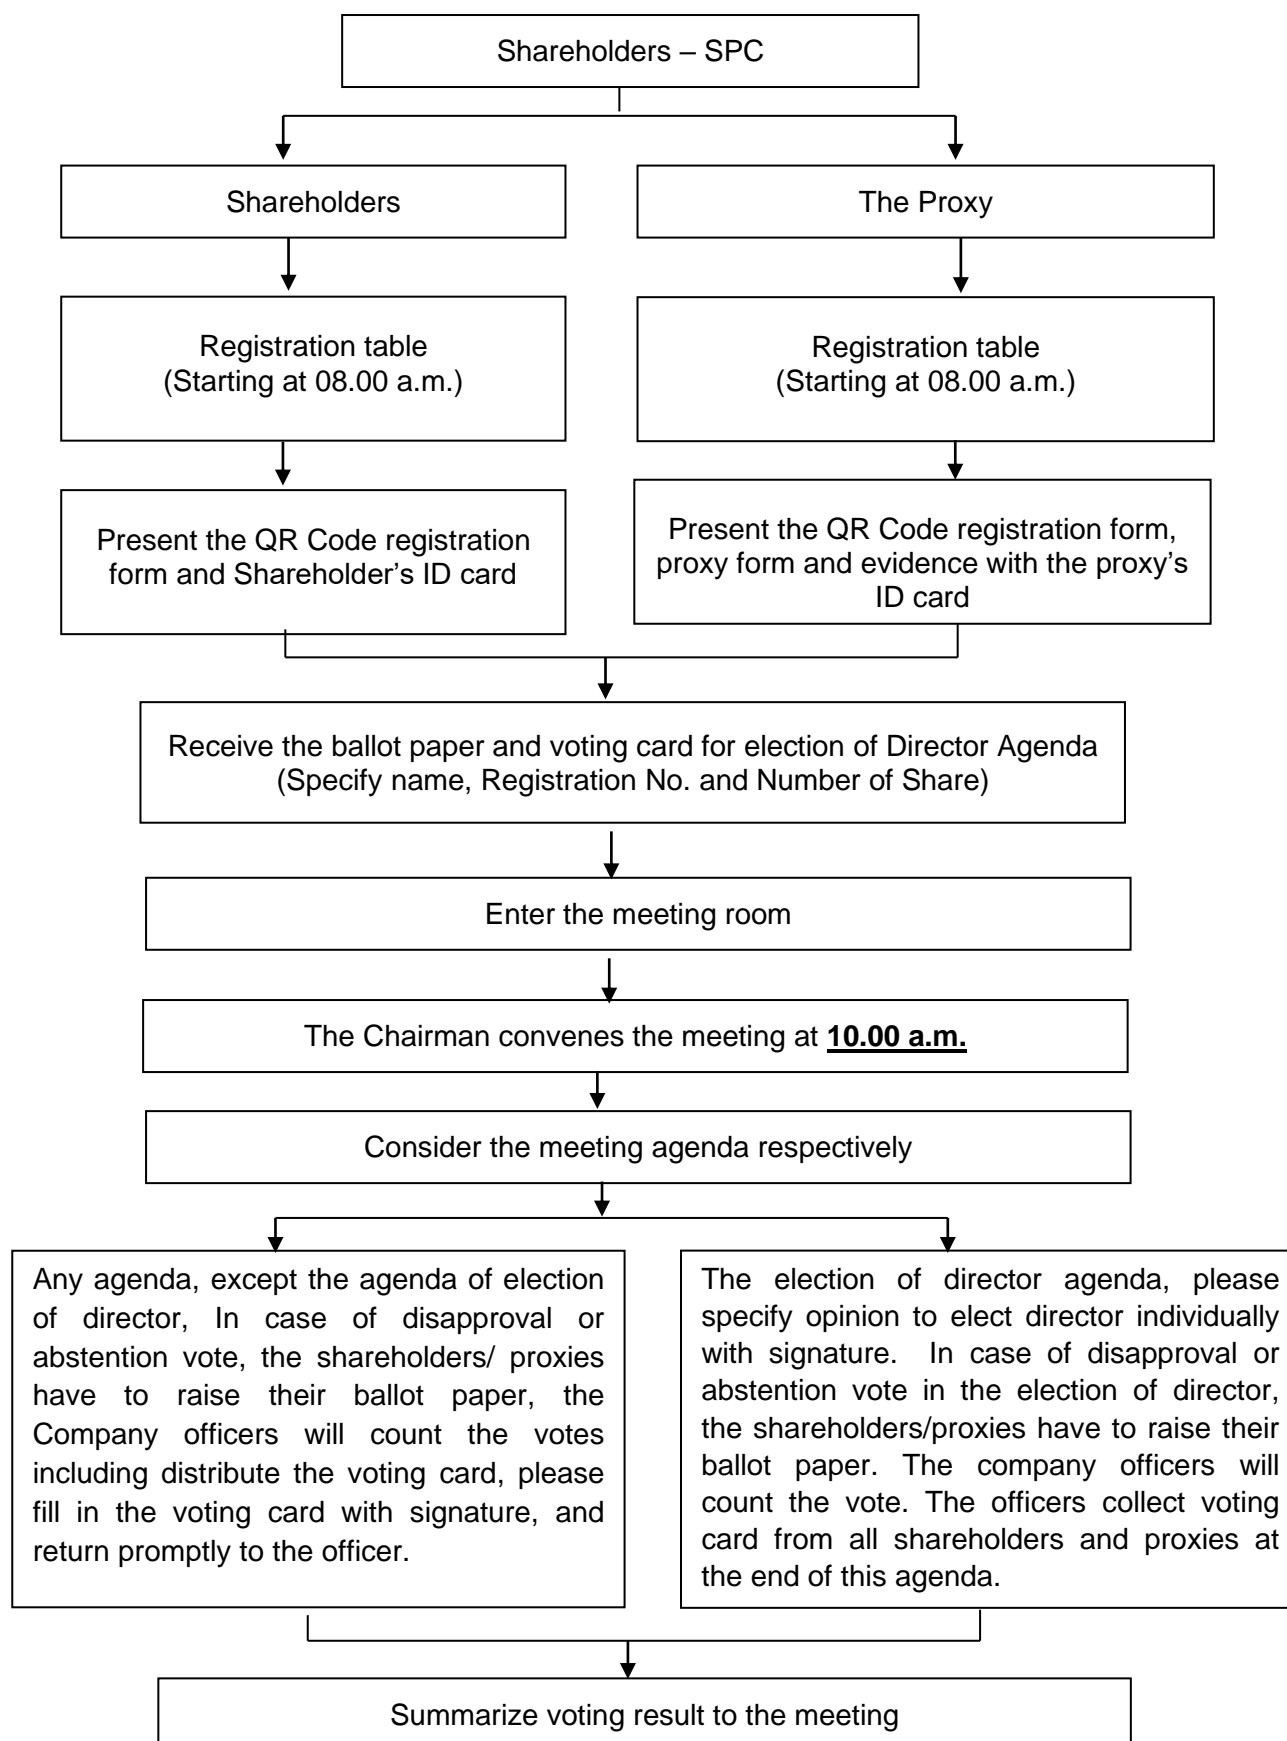 Shareholders – SPC
Shareholders
The Proxy
Registration table
(Starting at 08.00 a.m.)
Registration table
(Starting at 08.00 a.m.)
Present the QR Code registration
form and Shareholder’s ID card
Present the QR Code registration form,
proxy form and evidence with the proxy’s
ID card
Receive the ballot paper and voting card for election of Director Agenda
(Specify name, Registration No. and Number of Share)
Enter the meeting room
The Chairman convenes the meeting at 10.00 a.m.
Consider the meeting agenda respectively
Any agenda, except the agenda of election
of director, In case of disapproval or
abstention vote, the shareholders/ proxies
have to raise their ballot paper, the
Company officers will count the votes
including distribute the voting card, please
fill in the voting card with signature, and
return promptly to the officer.
The election of director agenda, please
specify opinion to elect director individually
with signature. In case of disapproval or
abstention vote in the election of director,
the shareholders/proxies have to raise their
ballot paper. The company officers will
count the vote. The officers collect voting
card from all shareholders and proxies at
the end of this agenda.
Summarize voting result to the meeting